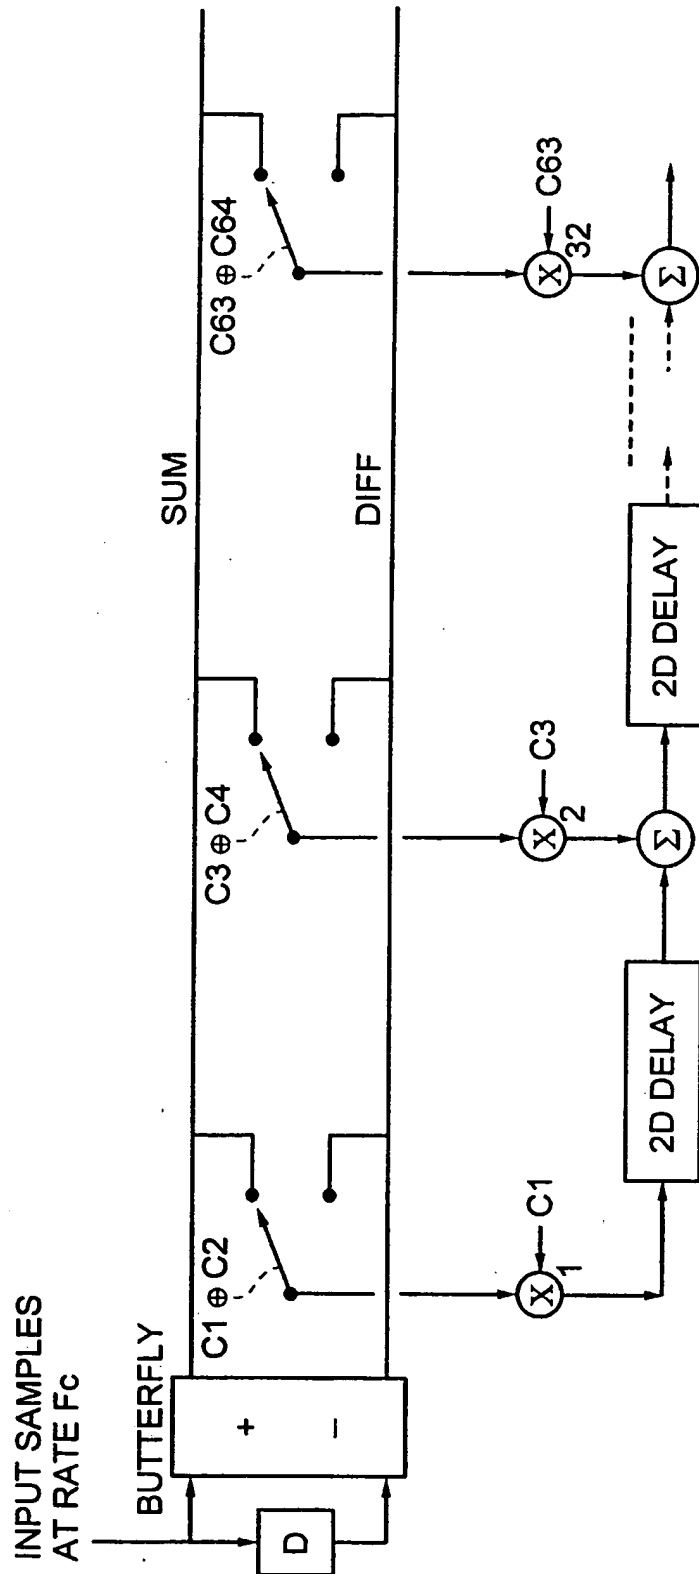 INPUT SAMPLES
AT RATE Fc
BUTTERFLY
D
+
−
SUM
DIFF
C1 ⊕ C2
C3 ⊕ C4
C63 ⊕ C64
X
1
C1
X
2
C3
X
32
C63
2D DELAY
Σ
2D DELAY
Σ